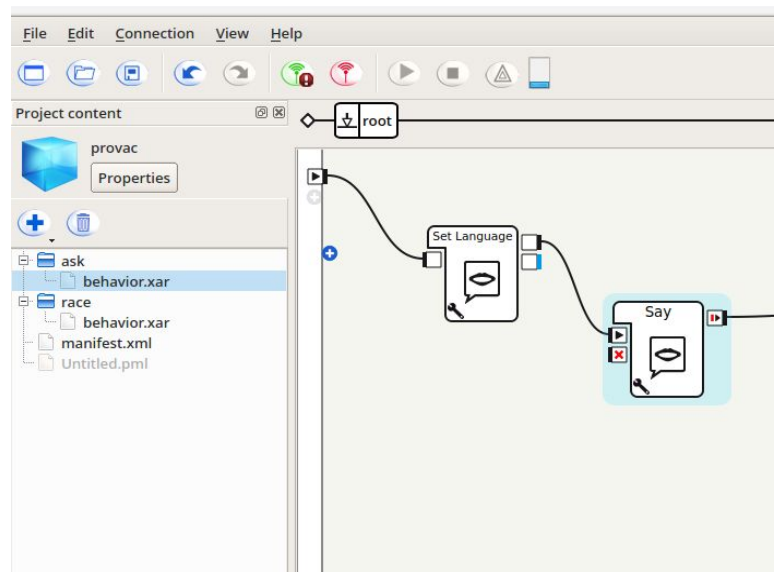 File Edit Connection View Help
Project content
root
provac
Properties
Set Language
ask
behavior.xar
race
behavior.xar
Say
manifest.xml
Untitled.pml